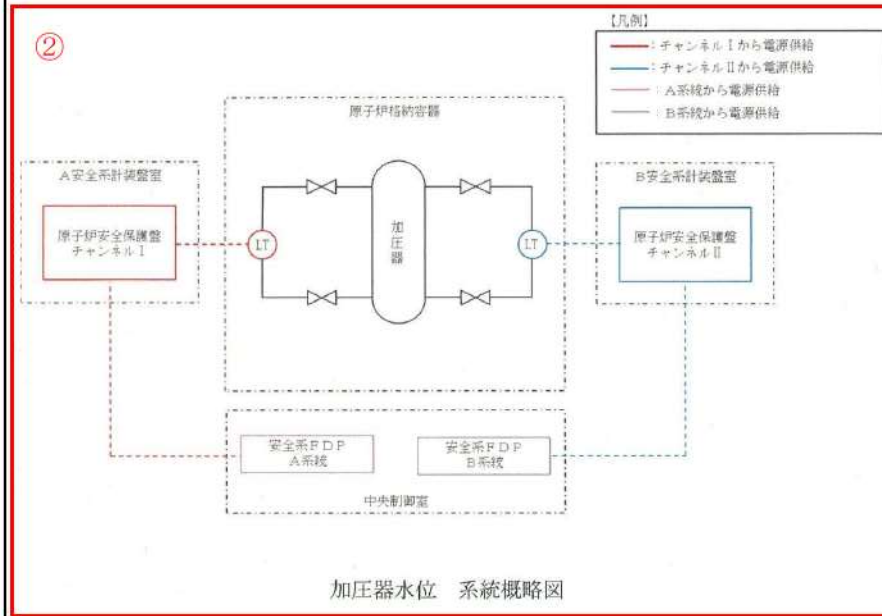 ②
【凡例】
：チャンネルⅠから電源供給
：チャンネルⅡから電源供給
：A系統から電源供給
：B系統から電源供給
原子炉格納容器
A安全系計装盤室
原子炉安全保護盤
チャンネルⅠ
LT
加圧器
LT
B安全系計装盤室
原子炉安全保護盤
チャンネルⅡ
安全系FDP
A系統
安全系FDP
B系統
中央制御室
加圧器水位　系統概略図